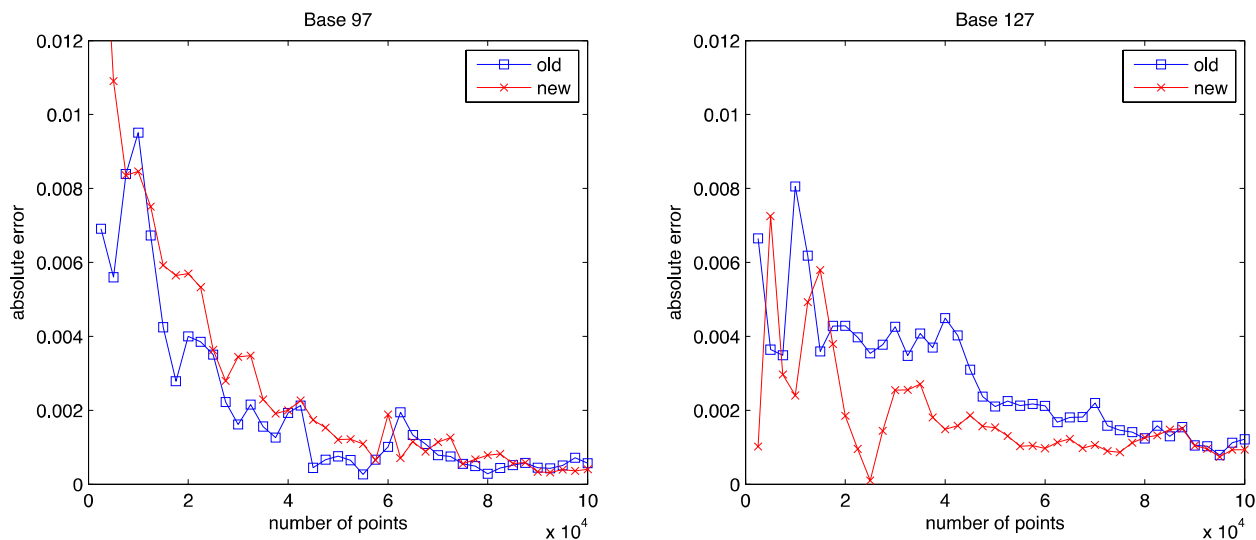 Base 97
0.012
0.01
0.008
0.006
0.004
0.002
0
absolute error
0 2 4 6 8 10
number of points
x 10^4
old
new
Base 127
0.012
0.01
0.008
0.006
0.004
0.002
0
absolute error
0 2 4 6 8 10
number of points
x 10^4
old
new